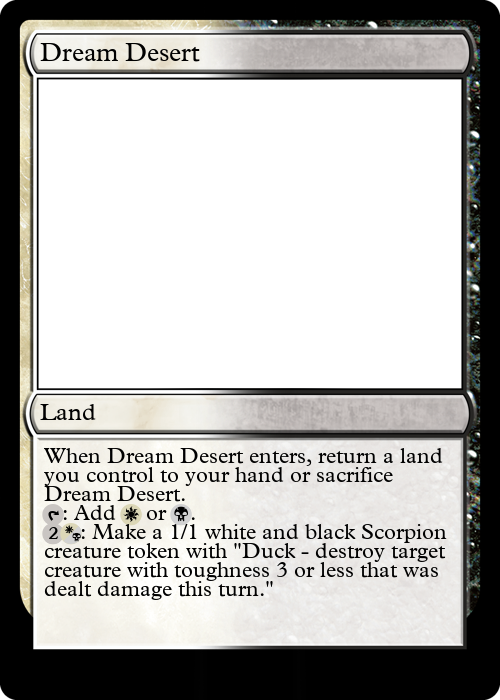 Dream Desert
Land
When Dream Desert enters, return a land
you control to your hand or sacrifice
Dream Desert.
: Add or .
2 : Make a 1/1 white and black Scorpion
creature token with "Duck - destroy target
creature with toughness 3 or less that was
dealt damage this turn."